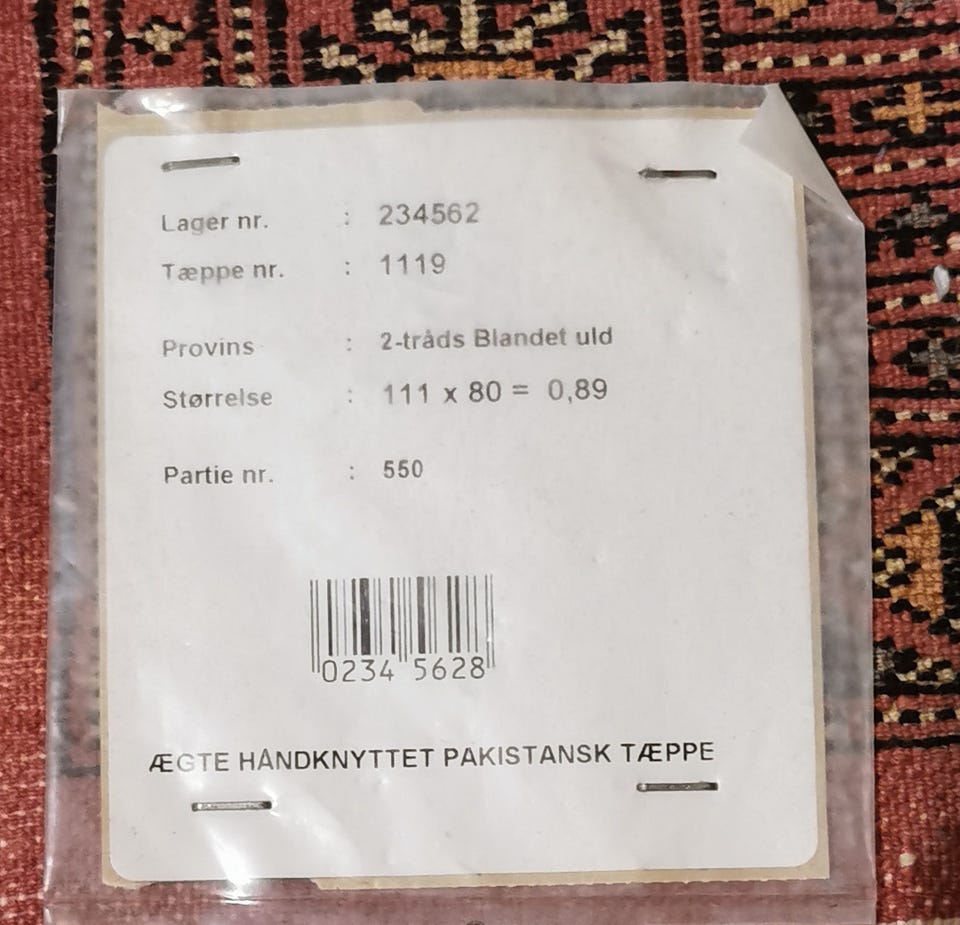 Lager nr. : 234562
Tæppe nr. : 1119
Provins : 2-tråds Blandet uld
Størrelse : 111 x 80 = 0,89
Partie nr. : 550
0234 5628
ÆGTE HÅNDKNYTTET PAKISTANSK TÆPPE